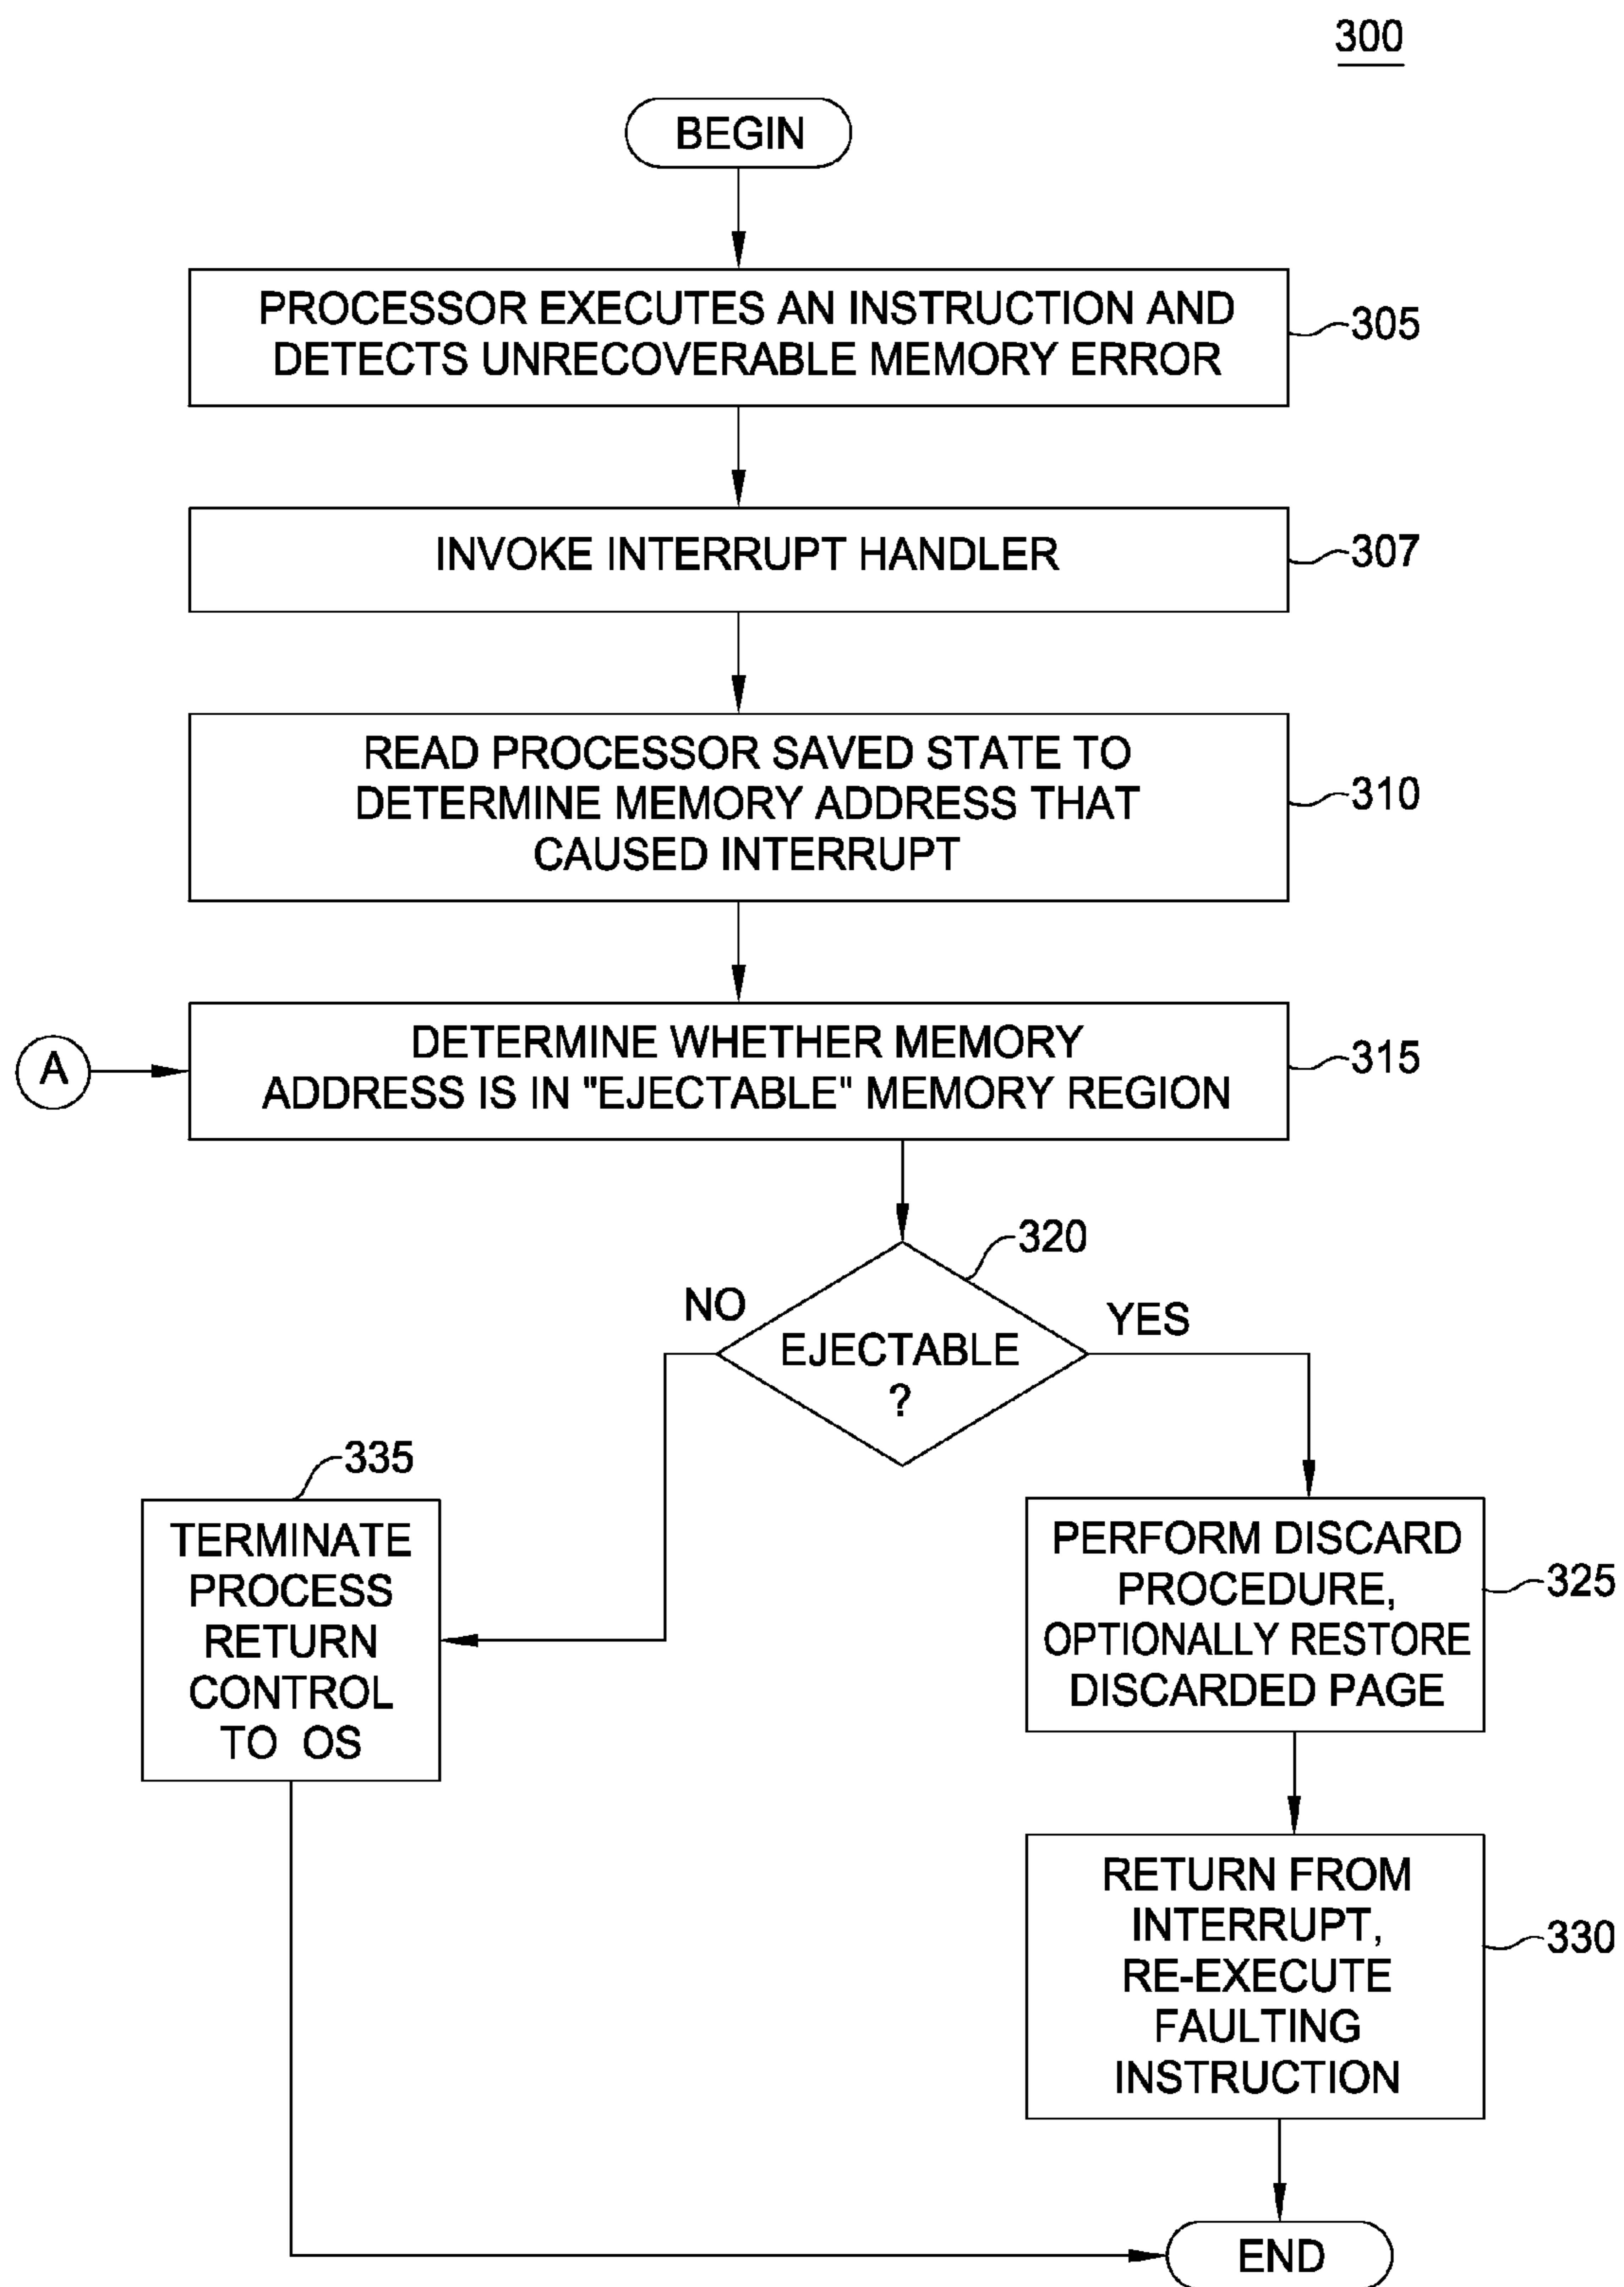 300
BEGIN
PROCESSOR EXECUTES AN INSTRUCTION AND
DETECTS UNRECOVERABLE MEMORY ERROR
305
INVOKE INTERRUPT HANDLER
307
READ PROCESSOR SAVED STATE TO
DETERMINE MEMORY ADDRESS THAT
CAUSED INTERRUPT
310
A
DETERMINE WHETHER MEMORY
ADDRESS IS IN "EJECTABLE" MEMORY REGION
315
320
NO
EJECTABLE
?
YES
335
TERMINATE
PROCESS
RETURN
CONTROL
TO OS
PERFORM DISCARD
PROCEDURE,
OPTIONALLY RESTORE
DISCARDED PAGE
325
RETURN FROM
INTERRUPT,
RE-EXECUTE
FAULTING
INSTRUCTION
330
END